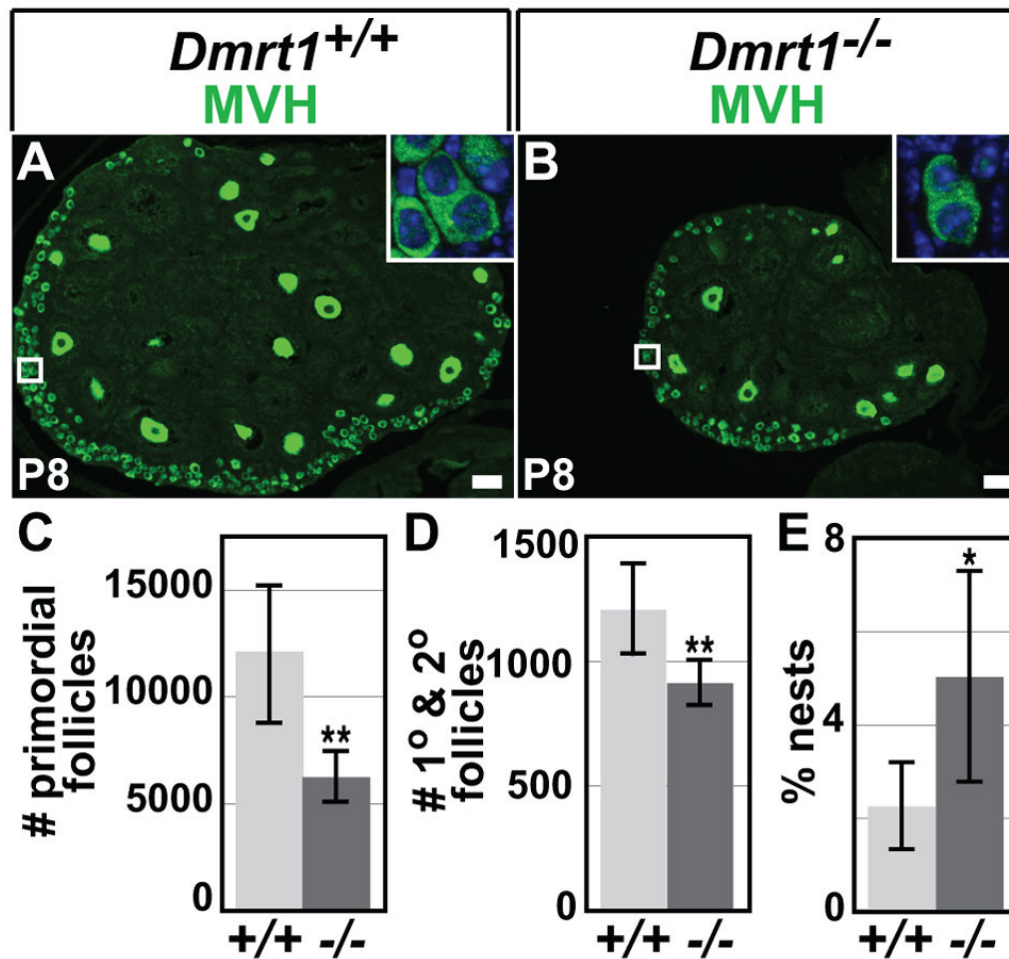 Dmrt1+/+
MVH
Dmrt1-/-
MVH
A
P8
B
P8
C
# primordial
follicles
15000
10000
5000
0
**
+/+ -/-
D
# 1º & 2º
follicles
1500
1000
500
0
**
+/+ -/-
E
% nests
8
4
0
*
+/+ -/-